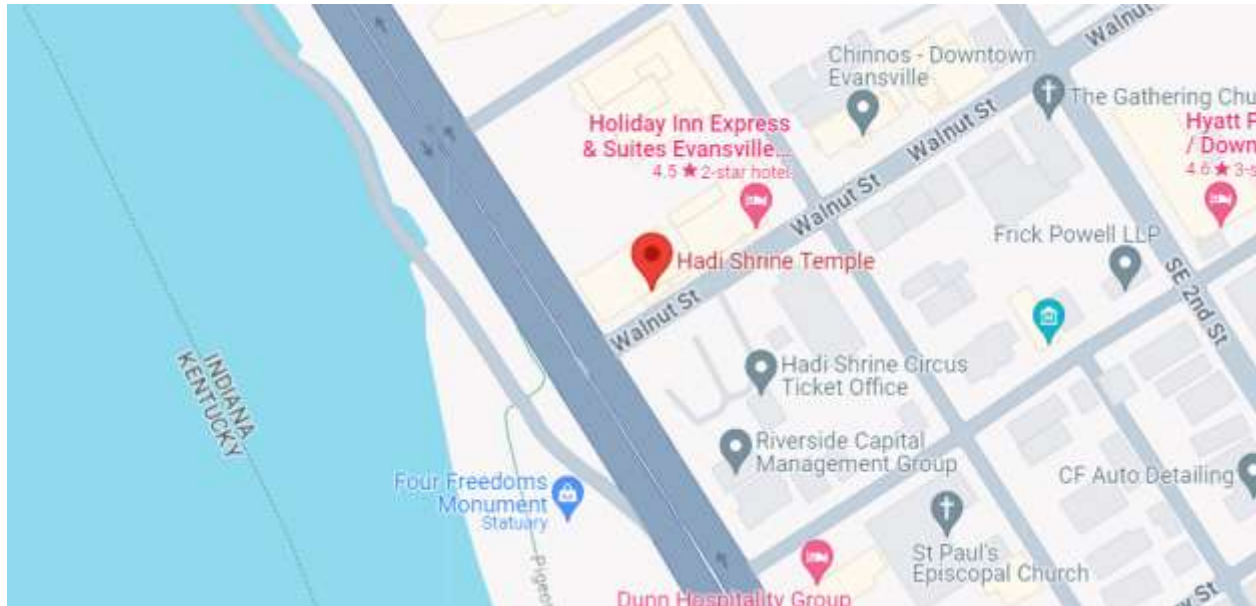 Walnut
Chinnos - Downtown
Evansville
The Gathering Chu
Holiday Inn Express
& Suites Evansville...
4.5 ★ 2-star hotel
Hyatt P
/ Down
4.6 ★ 3-s
Walnut St
Walnut St
Frick Powell LLP
Hadi Shrine Temple
SE 2nd St
Walnut St
INDIANA
KENTUCKY
Hadi Shrine Circus
Ticket Office
Riverside Capital
Management Group
CF Auto Detailing
Four Freedoms
Monument
Statuary
St Paul's
Episcopal Church
Pigeo
Dunn Hospitality Group
y St